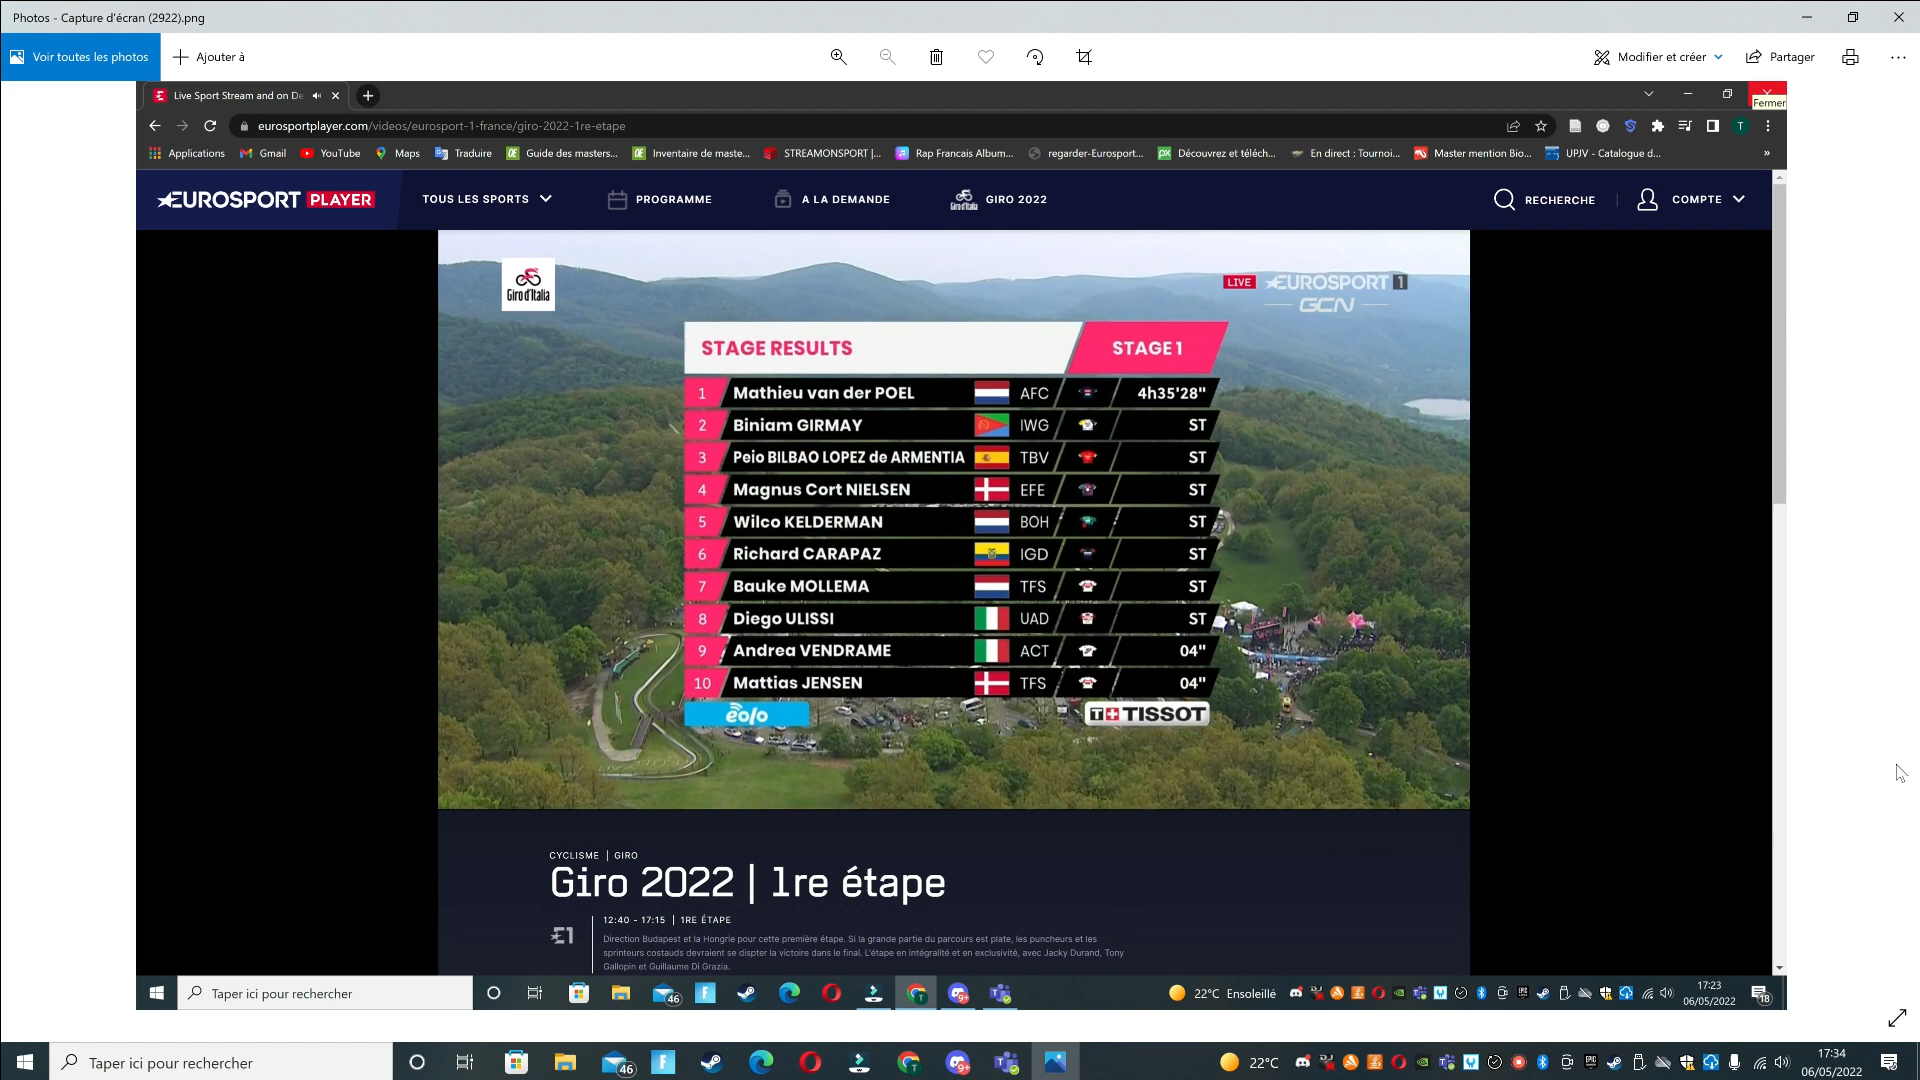 Photos - Capture d'écran (2922).png
Voir toutes les photos
Ajouter à
Modifier et créer
Partager
Live Sport Stream and on De
Fermer
eurosportplayer.com/videos/eurosport-1-france/giro-2022-1re-etape
T
Applications
Gmail
YouTube
Maps
Traduire
Guide des masters...
Inventaire de maste...
STREAMONSPORT |...
Rap Francais Album...
regarder-Eurosport...
Découvrez et téléch...
En direct : Tournoi...
Master mention Bio...
UPJV - Catalogue d...
»
EUROSPORT PLAYER
TOUS LES SPORTS
PROGRAMME
A LA DEMANDE
GIRO 2022
RECHERCHE
COMPTE
Giro d'Italia
LIVE EUROSPORT 1
GCN
STAGE RESULTS STAGE 1
1 Mathieu van der POEL AFC 4h35'28"
2 Biniam GIRMAY IWG ST
3 Peio BILBAO LOPEZ de ARMENTIA TBV ST
4 Magnus Cort NIELSEN EFE ST
5 Wilco KELDERMAN BOH ST
6 Richard CARAPAZ IGD ST
7 Bauke MOLLEMA TFS ST
8 Diego ULISSI UAD ST
9 Andrea VENDRAME ACT 04"
10 Mattias JENSEN TFS 04"
eolo
TISSOT
CYCLISME | GIRO
Giro 2022 | 1re étape
E1
12:40 - 17:15 | 1RE ÉTAPE
Direction Budapest et la Hongrie pour cette première étape. Si la grande partie du parcours est plate, les puncheurs et les
sprinteurs costauds devraient se dispter la victoire dans le final. L'étape en intégralité et en exclusivité, avec Jacky Durand, Tony
Gallopin et Guillaume Di Grazia.
Taper ici pour rechercher
46
9+
22°C Ensoleillé
17:23
06/05/2022
18
Taper ici pour rechercher
46
9+
22°C
17:34
06/05/2022